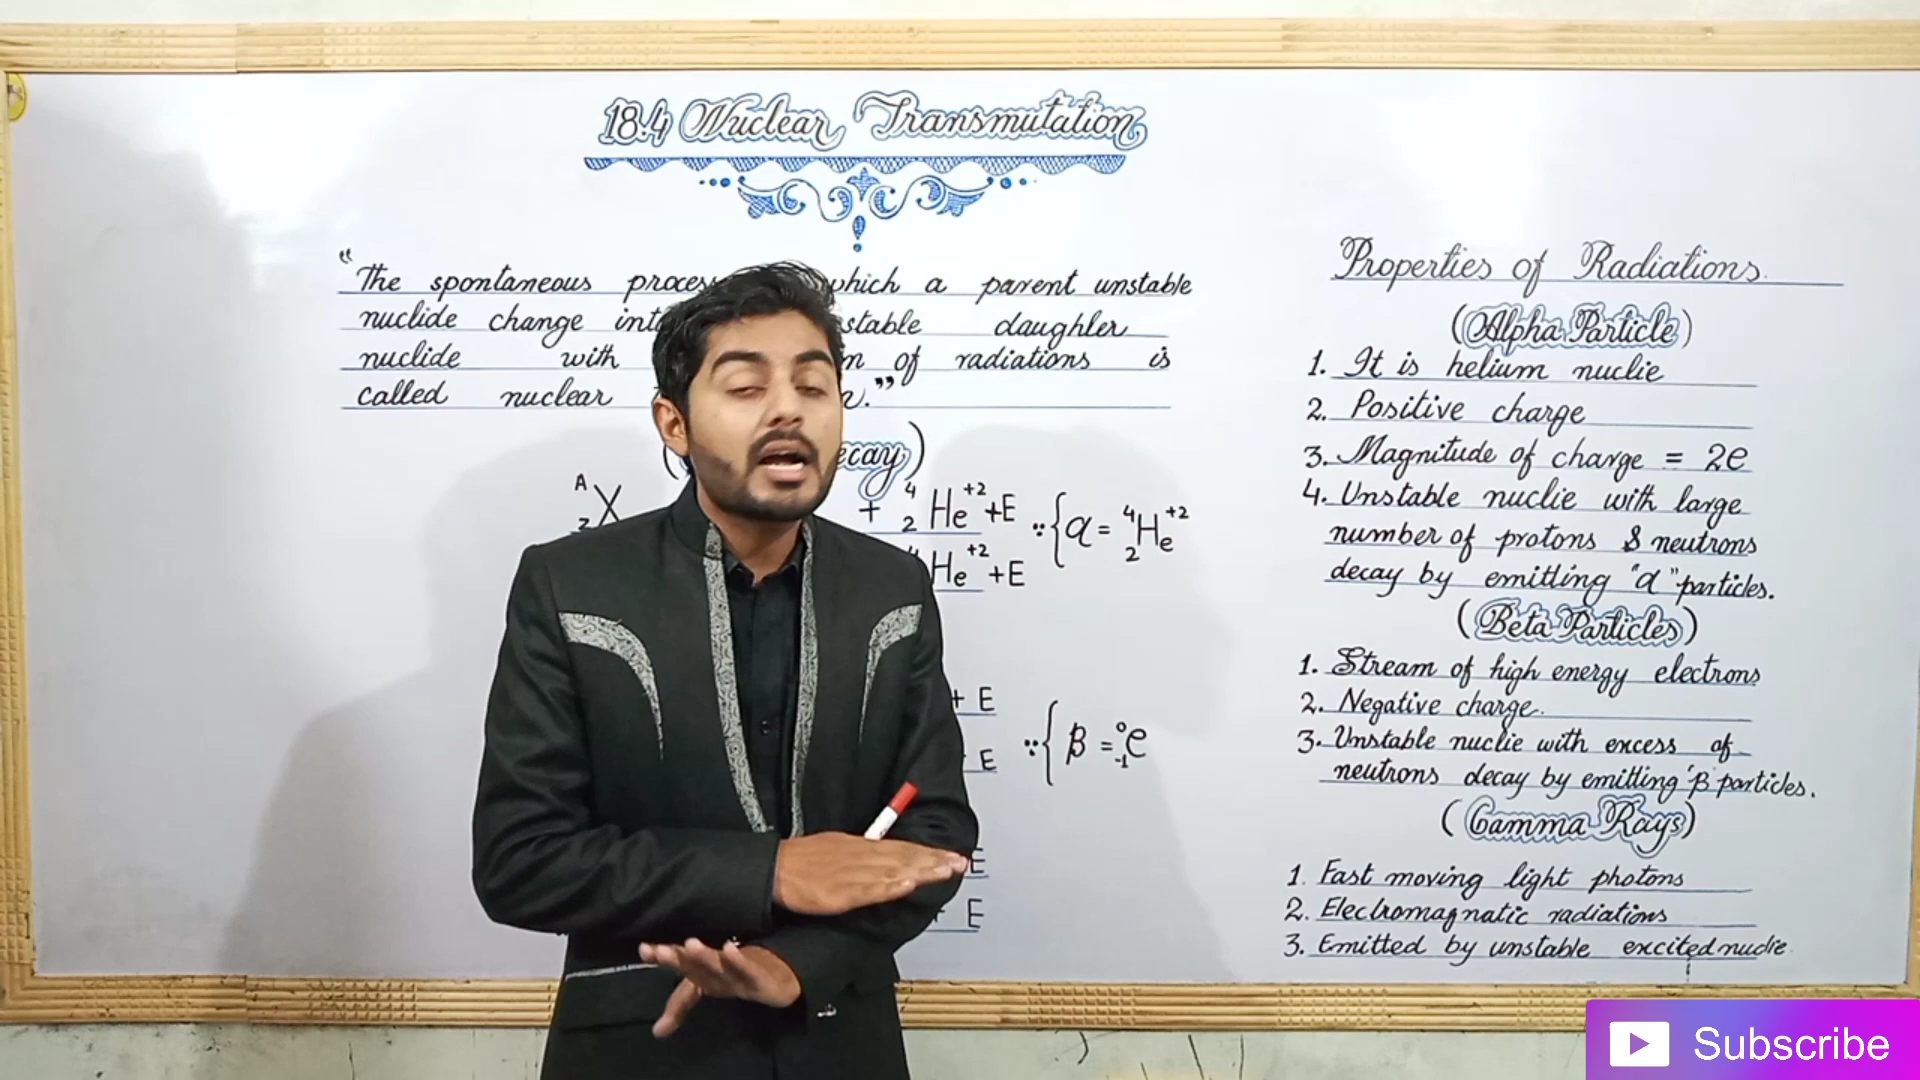 18.4 Nuclear Transmutation
"The spontaneous process which a parent unstable
nuclide change into stable daughter
nuclide with of radiations is
called nuclear
A
Z X + 4 2 He +2 +E ∵{ α = 4 2 He +2
4 He +2 +E
+ E
E ∵{ β = 0 -1 e
E
+ E
Properties of Radiations.
(Alpha Particle)
1. It is helium nuclie
2. Positive charge
3. Magnitude of charge = 2e
4. Unstable nuclie with large
number of protons & neutrons
decay by emitting "α" particles.
(Beta Particles)
1. Stream of high energy electrons
2. Negative charge.
3. Unstable nuclie with excess of
neutrons decay by emitting 'β' particles.
(Gamma Rays)
1. Fast moving light photons
2. Electromagnatic radiations
3. Emitted by unstable excited nuclie
Subscribe